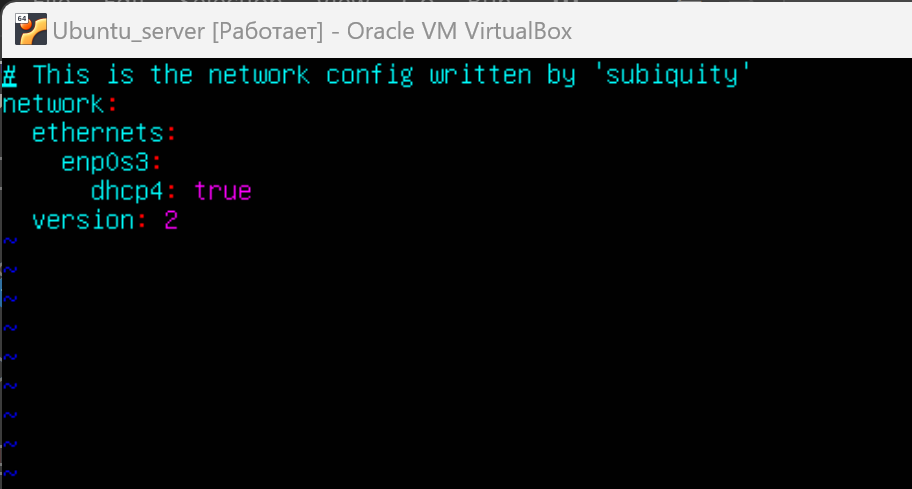 64
Ubuntu_server [Работает] - Oracle VM VirtualBox
# This is the network config written by 'subiquity'
network:
  ethernets:
    enp0s3:
      dhcp4: true
  version: 2
~
~
~
~
~
~
~
~
~